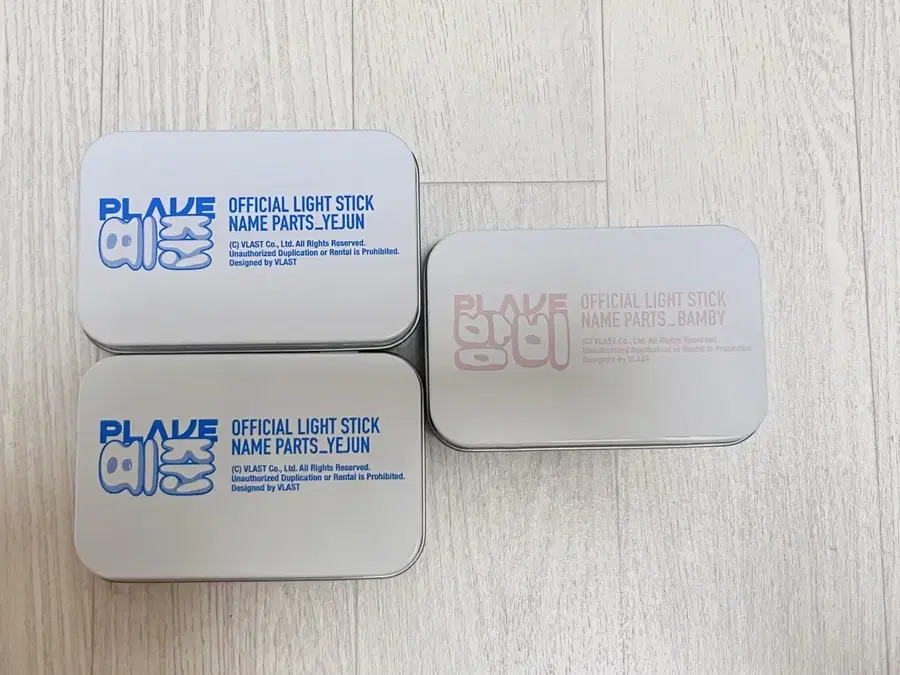 PLAVE
예준
OFFICIAL LIGHT STICK
NAME PARTS_YEJUN
(C) VLAST Co., Ltd. All Rights Reserved.
Unauthorized Duplication or Rental is Prohibited.
Designed by VLAST
PLAVE
예준
OFFICIAL LIGHT STICK
NAME PARTS_YEJUN
(C) VLAST Co., Ltd. All Rights Reserved.
Unauthorized Duplication or Rental is Prohibited.
Designed by VLAST
PLAVE
밤비
OFFICIAL LIGHT STICK
NAME PARTS_BAMBY
(C) VLAST Co., Ltd. All Rights Reserved.
Unauthorized Duplication or Rental is Prohibited.
Designed by VLAST